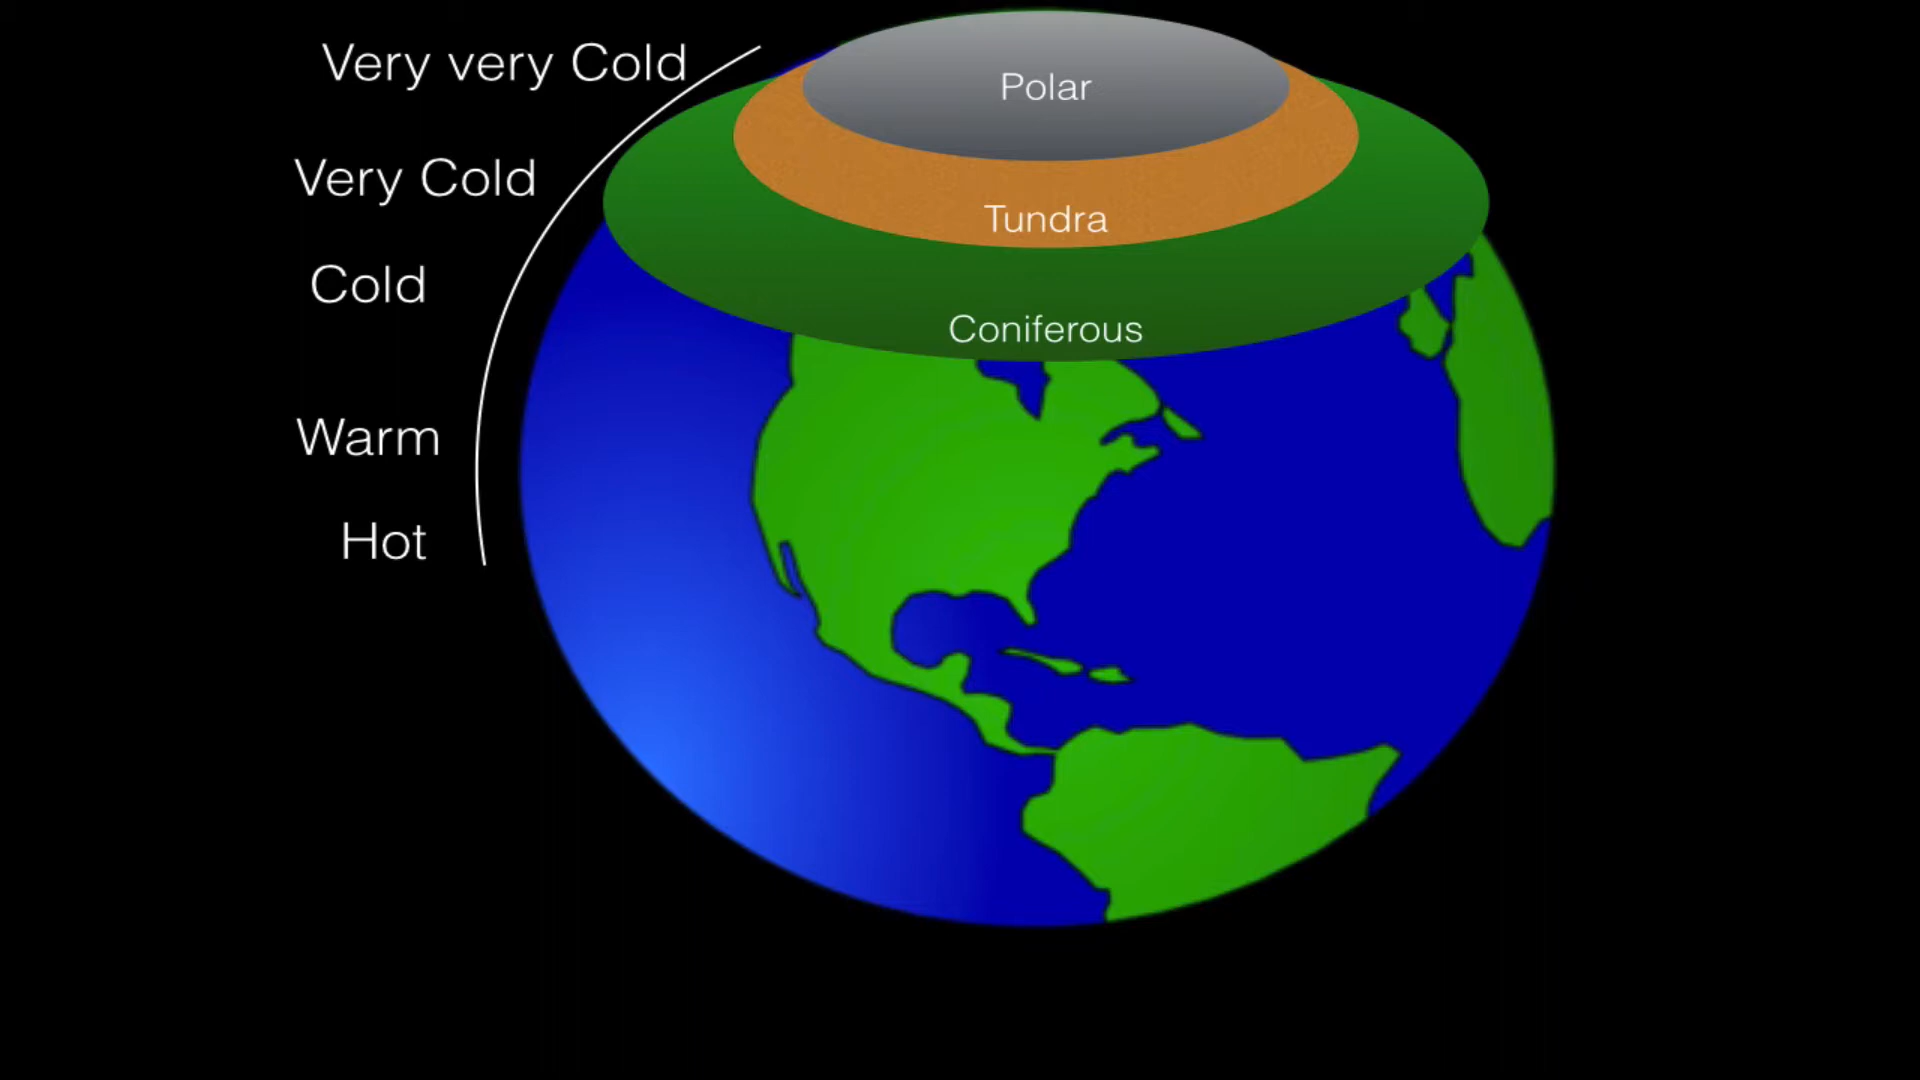 Very very Cold
Polar
Very Cold
Tundra
Cold
Coniferous
Warm
Hot